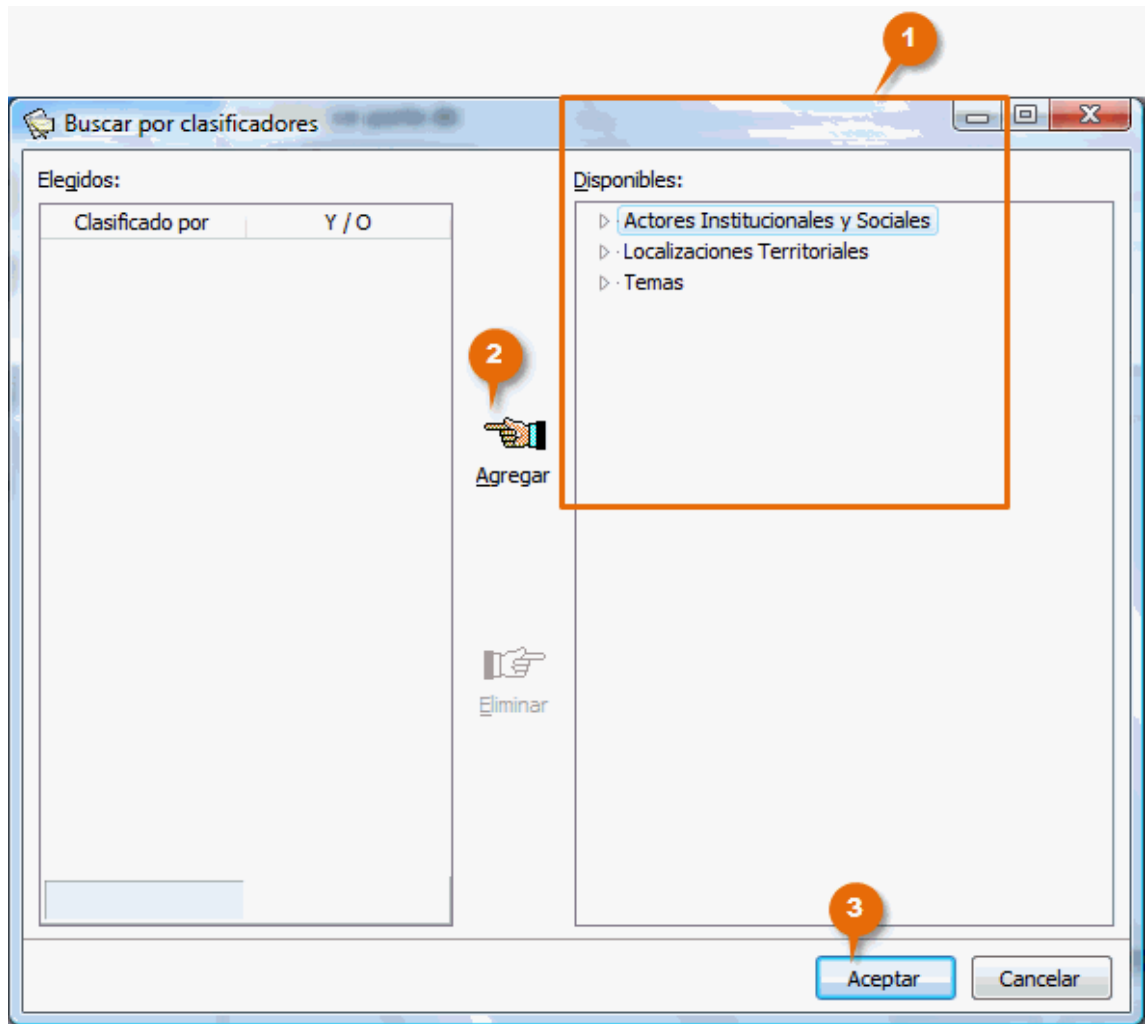 1
Buscar por clasificadores
X
Elegidos:
Disponibles:
Clasificado por Y / O
Actores Institucionales y Sociales
Localizaciones Territoriales
Temas
2
Agregar
Eliminar
3
Aceptar Cancelar